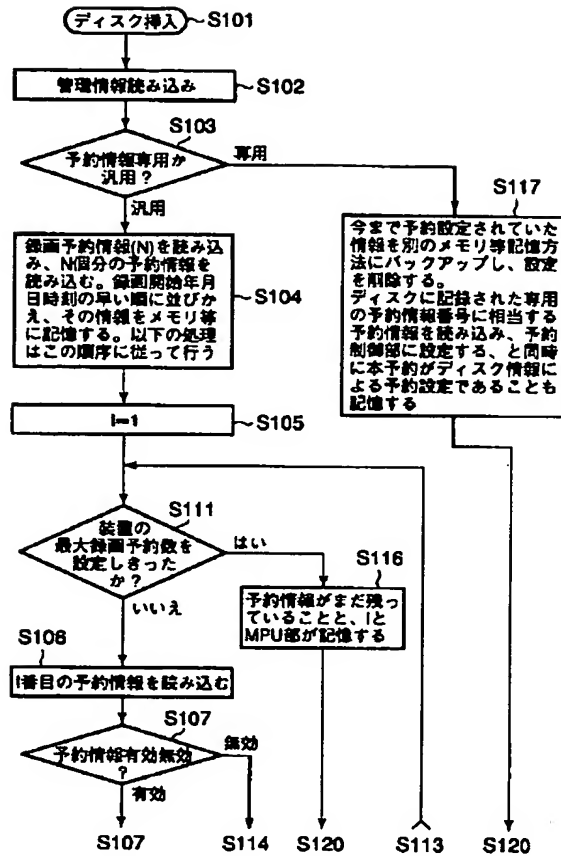 ディスク挿入
S101
管理情報読み込み
S102
S103
予約情報専用か
汎用？
専用
汎用
S117
今まで予約設定されていた
情報を別のメモリ等記憶方
法にバックアップし、設定
を削除する。
ディスクに記録された専用
の予約情報番号に相当する
予約情報を読み込み、予約
制御部に設定する、と同時
に本予約がディスク情報に
よる予約設定であることも
記憶する
録画予約情報(N)を読み込
み、N個分の予約情報を
読み込む。録画開始年月
日時刻の早い順に並びか
え、その情報をメモリ等
に記憶する。以下の処理
はこの順序に従って行う
S104
I=1
S105
S111
装置の
最大録画予約数を
設定しきった
か？
はい
いいえ
S116
予約情報がまだ残っ
ていることと、Iと
MPU部が記憶する
S106
I番目の予約情報を読み込む
S107
予約情報有効無効
？
無効
有効
S107
S114
S120
S113
S120